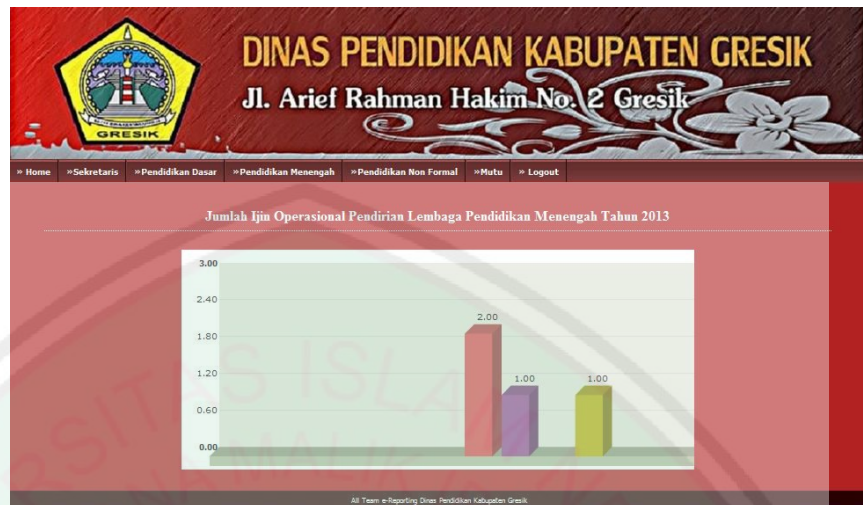 DINAS PENDIDIKAN KABUPATEN GRESIK
Jl. Arief Rahman Hakim No. 2 Gresik
GRESIK
» Home »Sekretaris »Pendidikan Dasar »Pendidikan Menengah »Pendidikan Non Formal »Mutu » Logout
Jumlah Ijin Operasional Pendirian Lembaga Pendidikan Menengah Tahun 2013
3.00
2.40
2.00
1.80
1.20
1.00 1.00
0.60
0.00
All Team e-Reporting Dinas Pendidikan Kabupaten Gresik